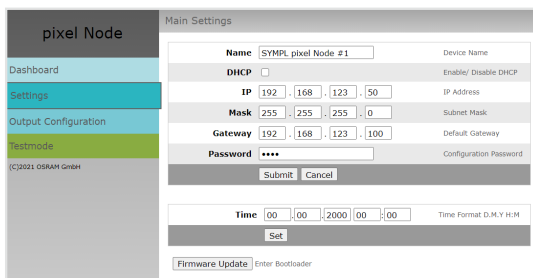 pixel Node
Dashboard
Settings
Output Configuration
Testmode
(C)2021 OSRAM GmbH
Main Settings
Name SYMPL pixel Node #1 Device Name
DHCP Enable/ Disable DHCP
IP 192 . 168 . 123 . 50 IP Address
Mask 255 . 255 . 255 . 0 Subnet Mask
Gateway 192 . 168 . 123 . 100 Default Gateway
Password •••• Configuration Password
Submit Cancel
Time 00 . 00 . 2000 00 : 00 Time Format D.M.Y H:M
Set
Firmware Update Enter Bootloader